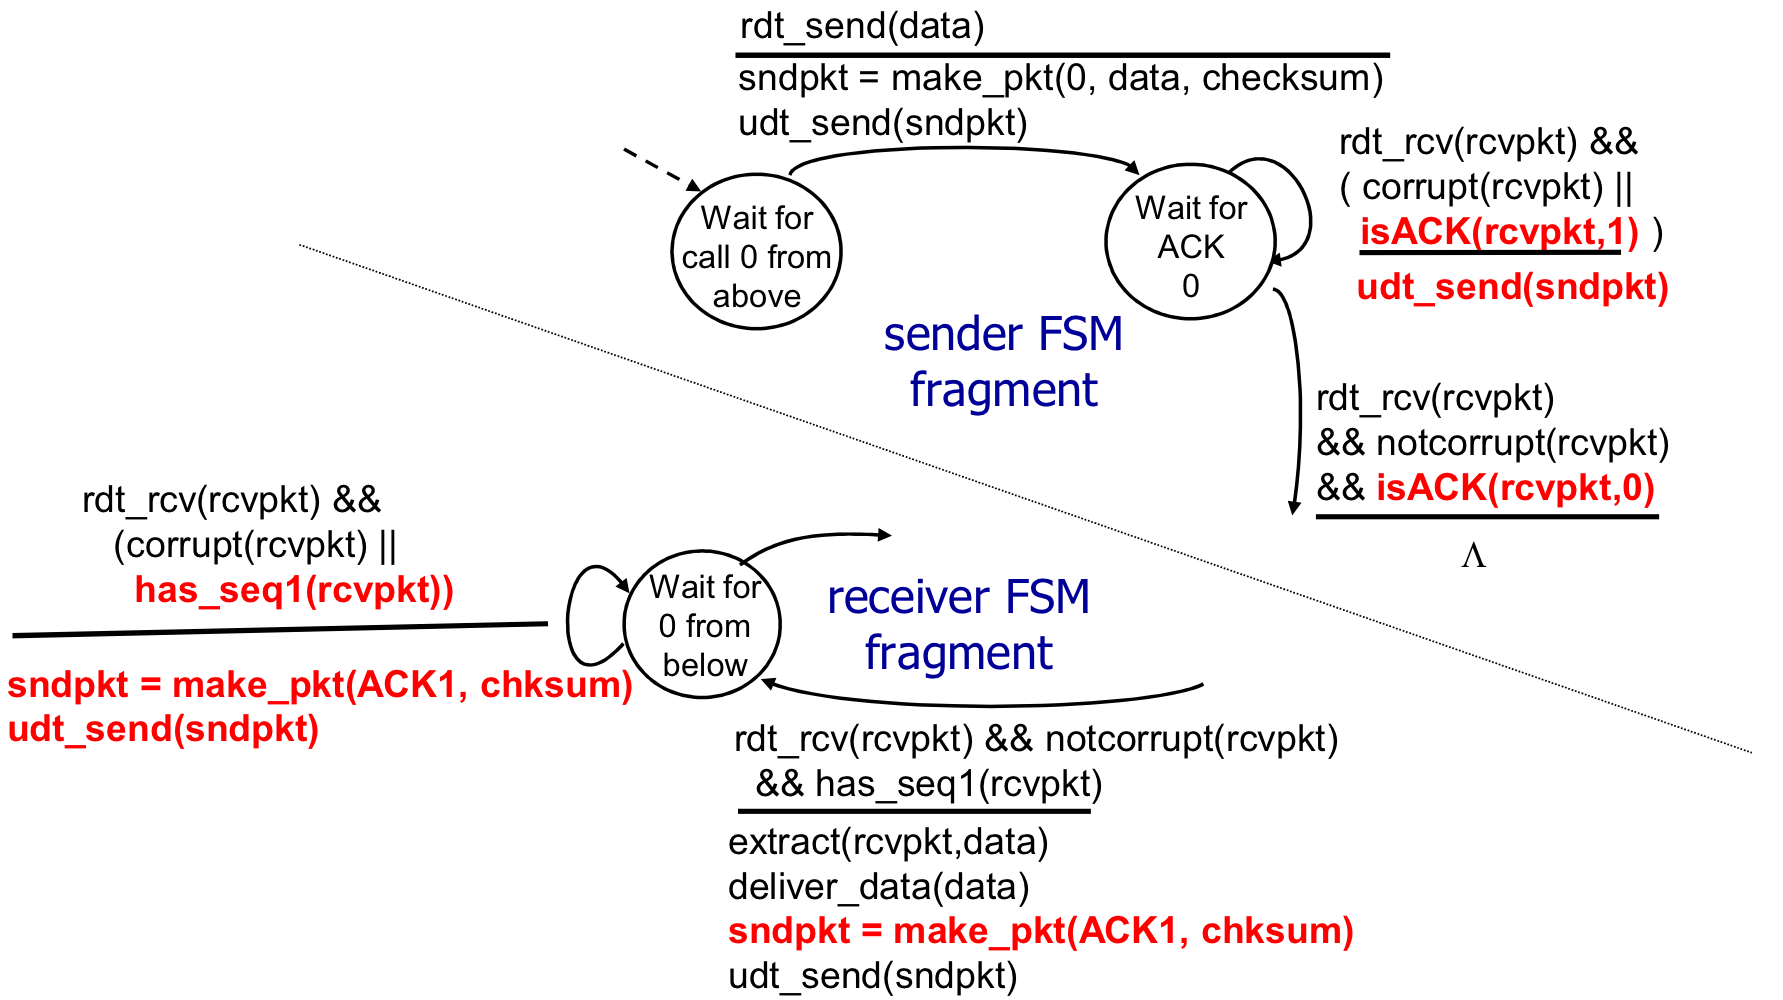 rdt_send(data)
sndpkt = make_pkt(0, data, checksum)
udt_send(sndpkt)
Wait for
call 0 from
above
Wait for
ACK
0
rdt_rcv(rcvpkt) &&
( corrupt(rcvpkt) ||
isACK(rcvpkt,1) )
udt_send(sndpkt)
sender FSM
fragment
rdt_rcv(rcvpkt)
&& notcorrupt(rcvpkt)
&& isACK(rcvpkt,0)
Λ
rdt_rcv(rcvpkt) &&
(corrupt(rcvpkt) ||
has_seq1(rcvpkt))
sndpkt = make_pkt(ACK1, chksum)
udt_send(sndpkt)
Wait for
0 from
below
receiver FSM
fragment
rdt_rcv(rcvpkt) && notcorrupt(rcvpkt)
&& has_seq1(rcvpkt)
extract(rcvpkt,data)
deliver_data(data)
sndpkt = make_pkt(ACK1, chksum)
udt_send(sndpkt)